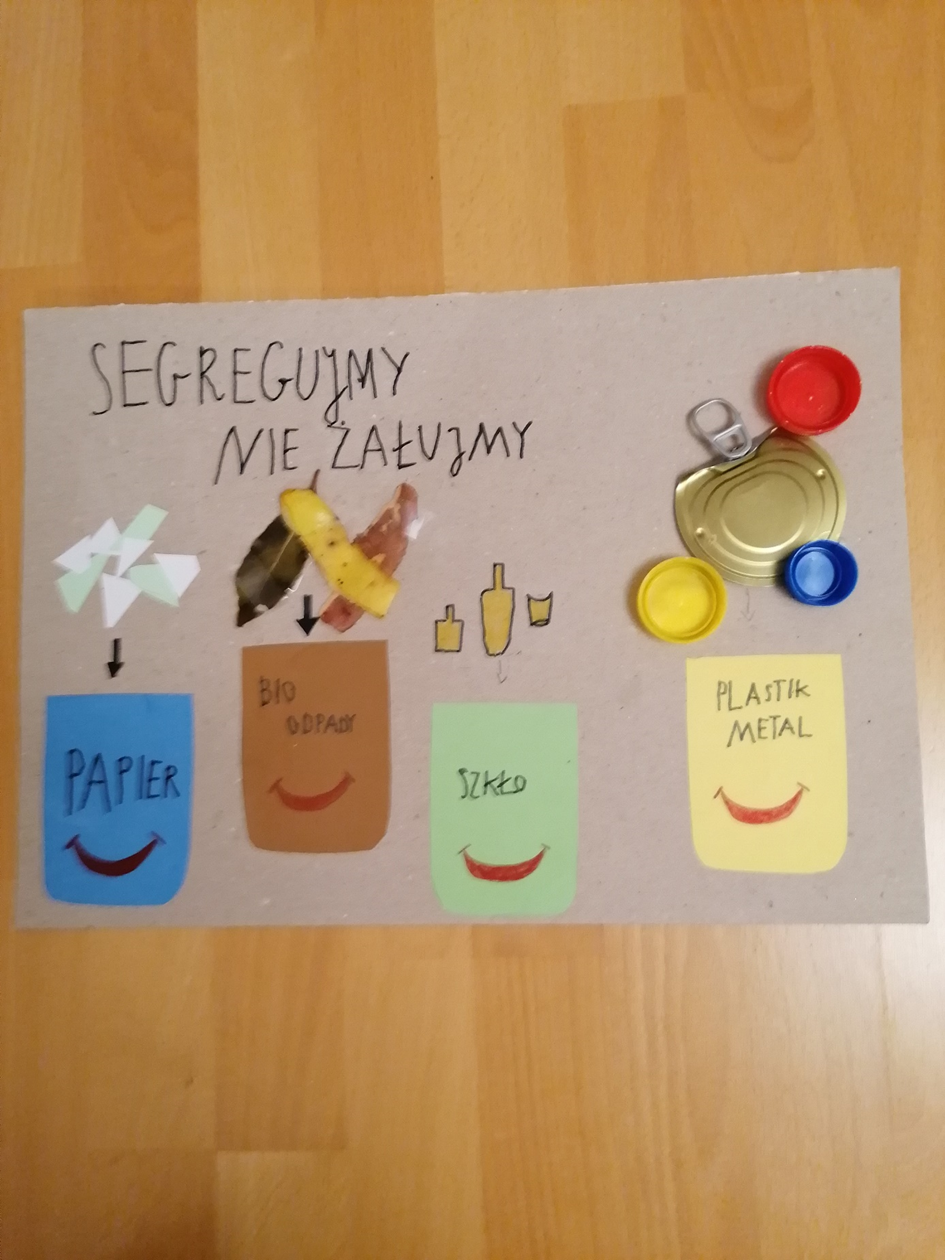 SEGREGUJMY
NIE ŻAŁUJMY
PAPIER
BIO
ODPADY
SZKŁO
PLASTIK
METAL